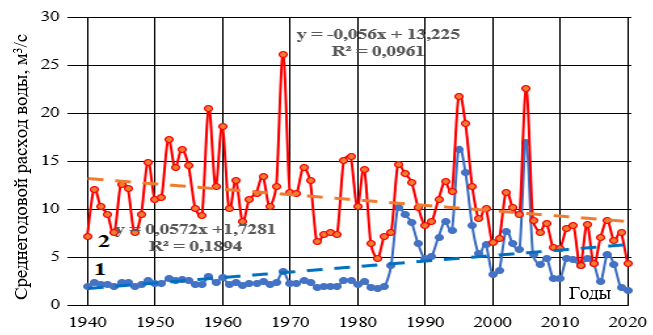 Среднегодовой расход воды, м³/с
30
25
20
15
10
5
0
y = -0,056x + 13,225
R² = 0,0961
2
y = 0,0572x +1,7281
R² = 0,1894
1
Годы
1940 1950 1960 1970 1980 1990 2000 2010 2020